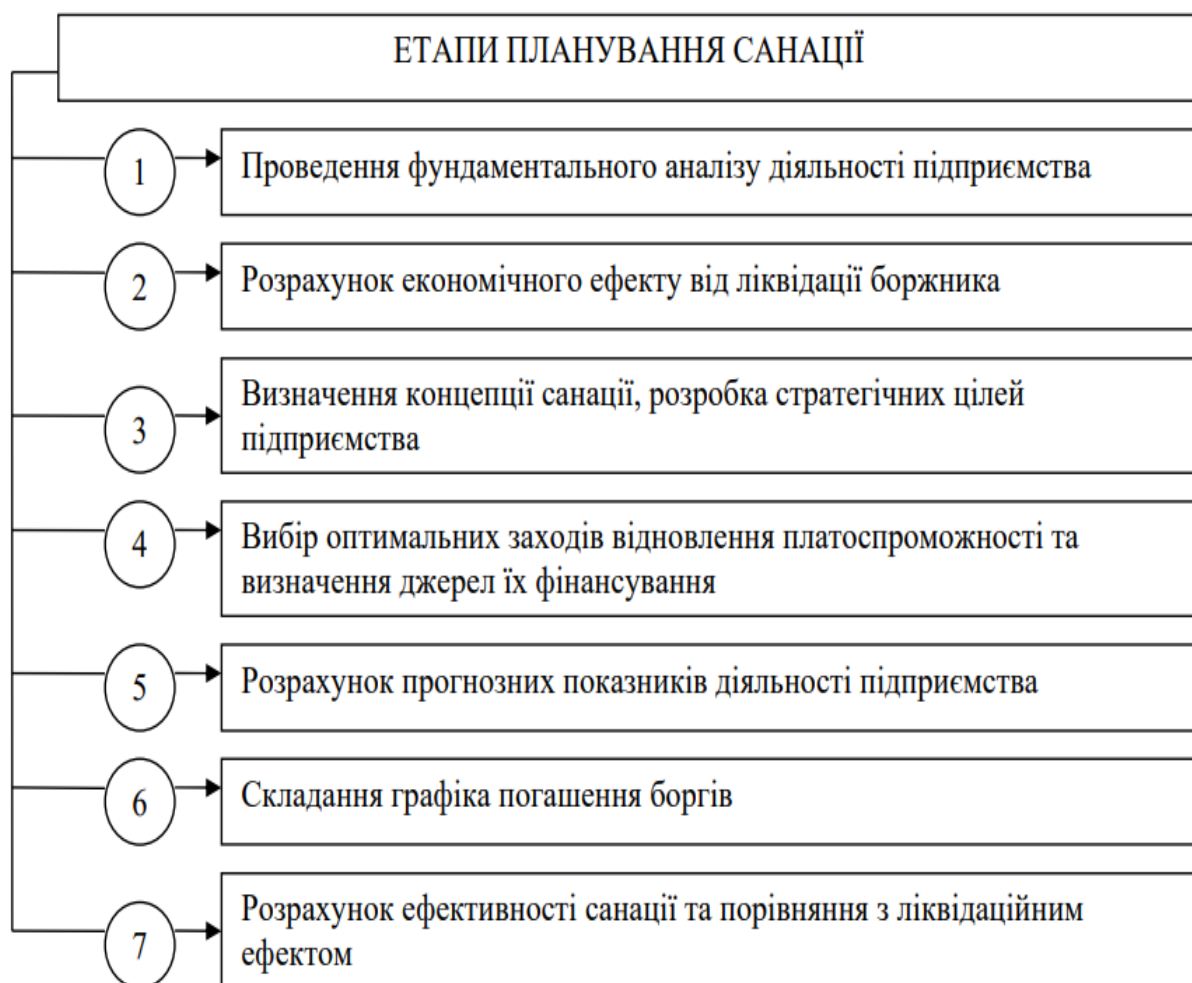 ЕТАПИ ПЛАНУВАННЯ САНАЦІЇ
1
Проведення фундаментального аналізу діяльності підприємства
2
Розрахунок економічного ефекту від ліквідації боржника
3
Визначення концепції санації, розробка стратегічних цілей
підприємства
4
Вибір оптимальних заходів відновлення платоспроможності та
визначення джерел їх фінансування
5
Розрахунок прогнозних показників діяльності підприємства
6
Складання графіка погашення боргів
7
Розрахунок ефективності санації та порівняння з ліквідаційним
ефектом